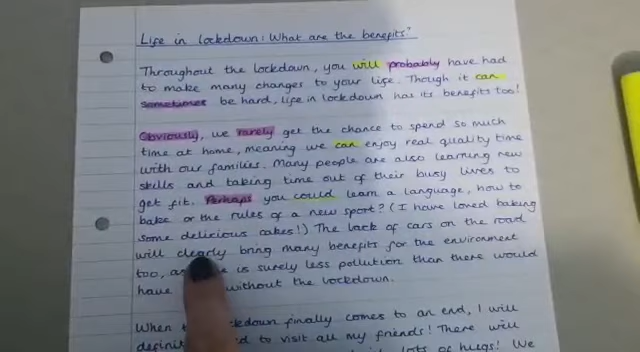 Life in lockdown: What are the benefits?
Throughout the lockdown, you will probably have had
to make many changes to your life. Though it can
sometimes be hard, life in lockdown has its benefits too!
Obviously, we rarely get the chance to spend so much
time at home, meaning we can enjoy real quality time
with our families. Many people are also learning new
skills and taking time out of their busy lives to
get fit. Perhaps you could learn a language, how to
bake or the rules of a new sport? (I have loved baking
some delicious cakes!) The lack of cars on the road
will clearly bring many benefits for the environment
too, is surely less pollution than there would
have without the lockdown.
When lockdown finally comes to an end, I will
to visit all my friends! There will
lots of hugs! We